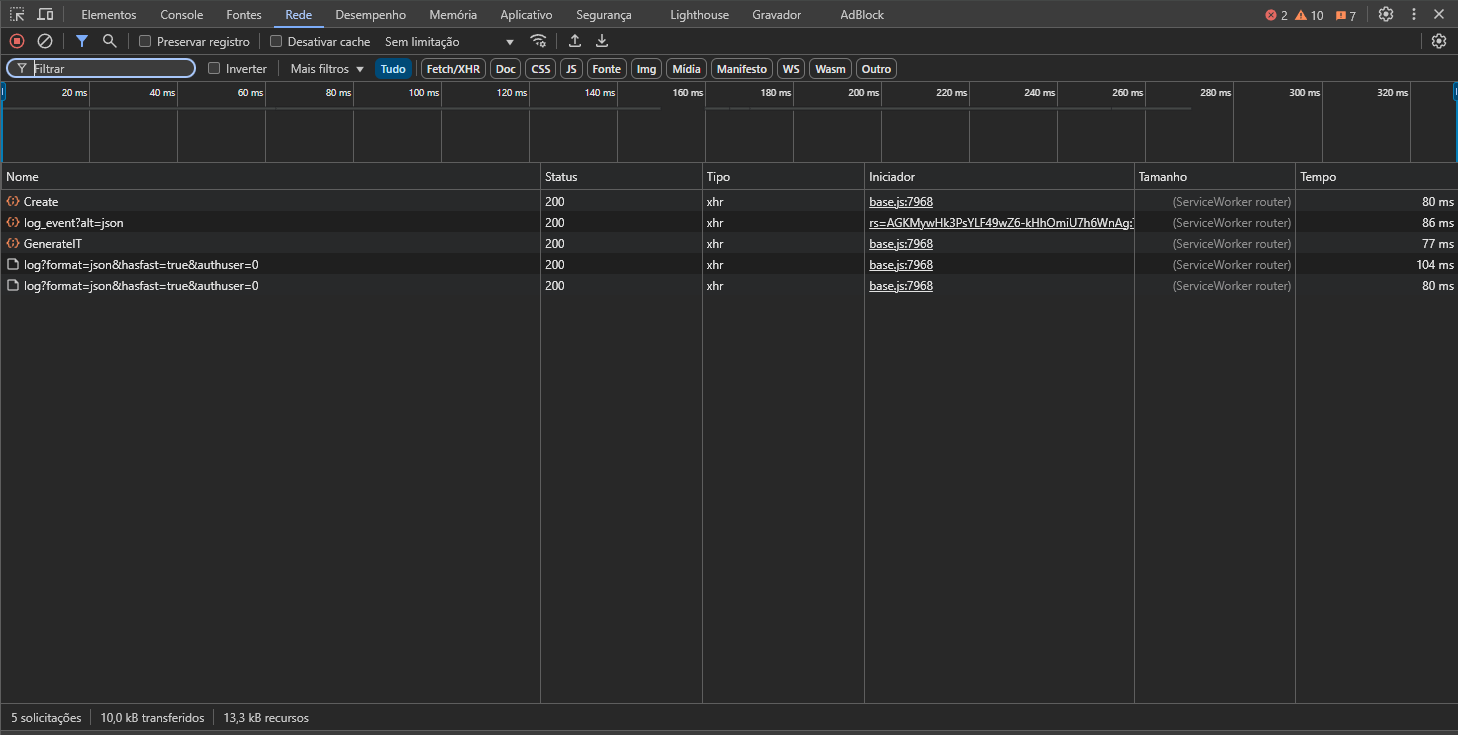 Elementos Console Fontes Rede Desempenho Memória Aplicativo Segurança Lighthouse Gravador AdBlock 2 10 7
Preservar registro Desativar cache Sem limitação
Filtrar Inverter Mais filtros Tudo Fetch/XHR Doc CSS JS Fonte Img Mídia Manifesto WS Wasm Outro
20 ms 40 ms 60 ms 80 ms 100 ms 120 ms 140 ms 160 ms 180 ms 200 ms 220 ms 240 ms 260 ms 280 ms 300 ms 320 ms
Nome Status Tipo Iniciador Tamanho Tempo
Create 200 xhr base.js:7968 (ServiceWorker router) 80 ms
log_event?alt=json 200 xhr rs=AGKMywHk3PsYLF49wZ6-kHhOmiU7h6WnAg: (ServiceWorker router) 86 ms
GenerateIT 200 xhr base.js:7968 (ServiceWorker router) 77 ms
log?format=json&hasfast=true&authuser=0 200 xhr base.js:7968 (ServiceWorker router) 104 ms
log?format=json&hasfast=true&authuser=0 200 xhr base.js:7968 (ServiceWorker router) 80 ms
5 solicitações 10,0 kB transferidos 13,3 kB recursos